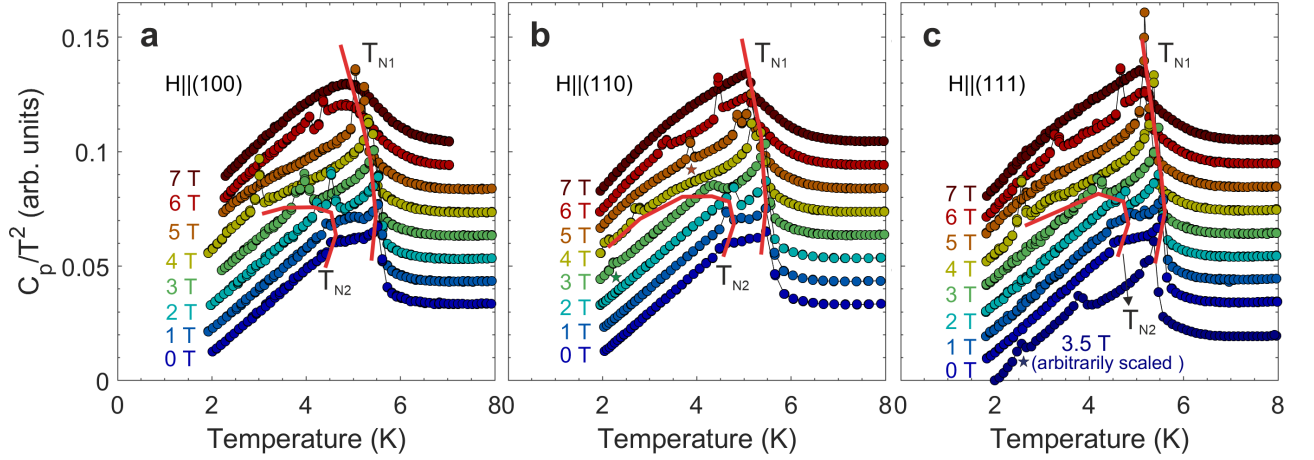 a
b
c
T_N1
T_N1
T_N1
H||(100)
H||(110)
H||(111)
C_p/T² (arb. units)
0.15
0.1
0.05
0
7 T
6 T
5 T
4 T
3 T
2 T
1 T
0 T
T_N2
7 T
6 T
5 T
4 T
3 T
2 T
1 T
0 T
T_N2
7 T
6 T
5 T
4 T
3 T
2 T
1 T
0 T
T_N2
3.5 T
(arbitrarily scaled )
0
2
4
6
80
2
4
6
80
2
4
6
8
Temperature (K)
Temperature (K)
Temperature (K)